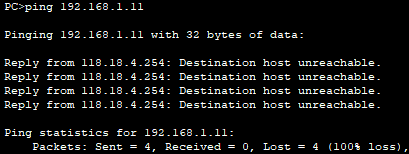 PC>ping 192.168.1.11
Pinging 192.168.1.11 with 32 bytes of data:
Reply from 118.18.4.254: Destination host unreachable.
Reply from 118.18.4.254: Destination host unreachable.
Reply from 118.18.4.254: Destination host unreachable.
Reply from 118.18.4.254: Destination host unreachable.
Ping statistics for 192.168.1.11:
Packets: Sent = 4, Received = 0, Lost = 4 (100% loss),